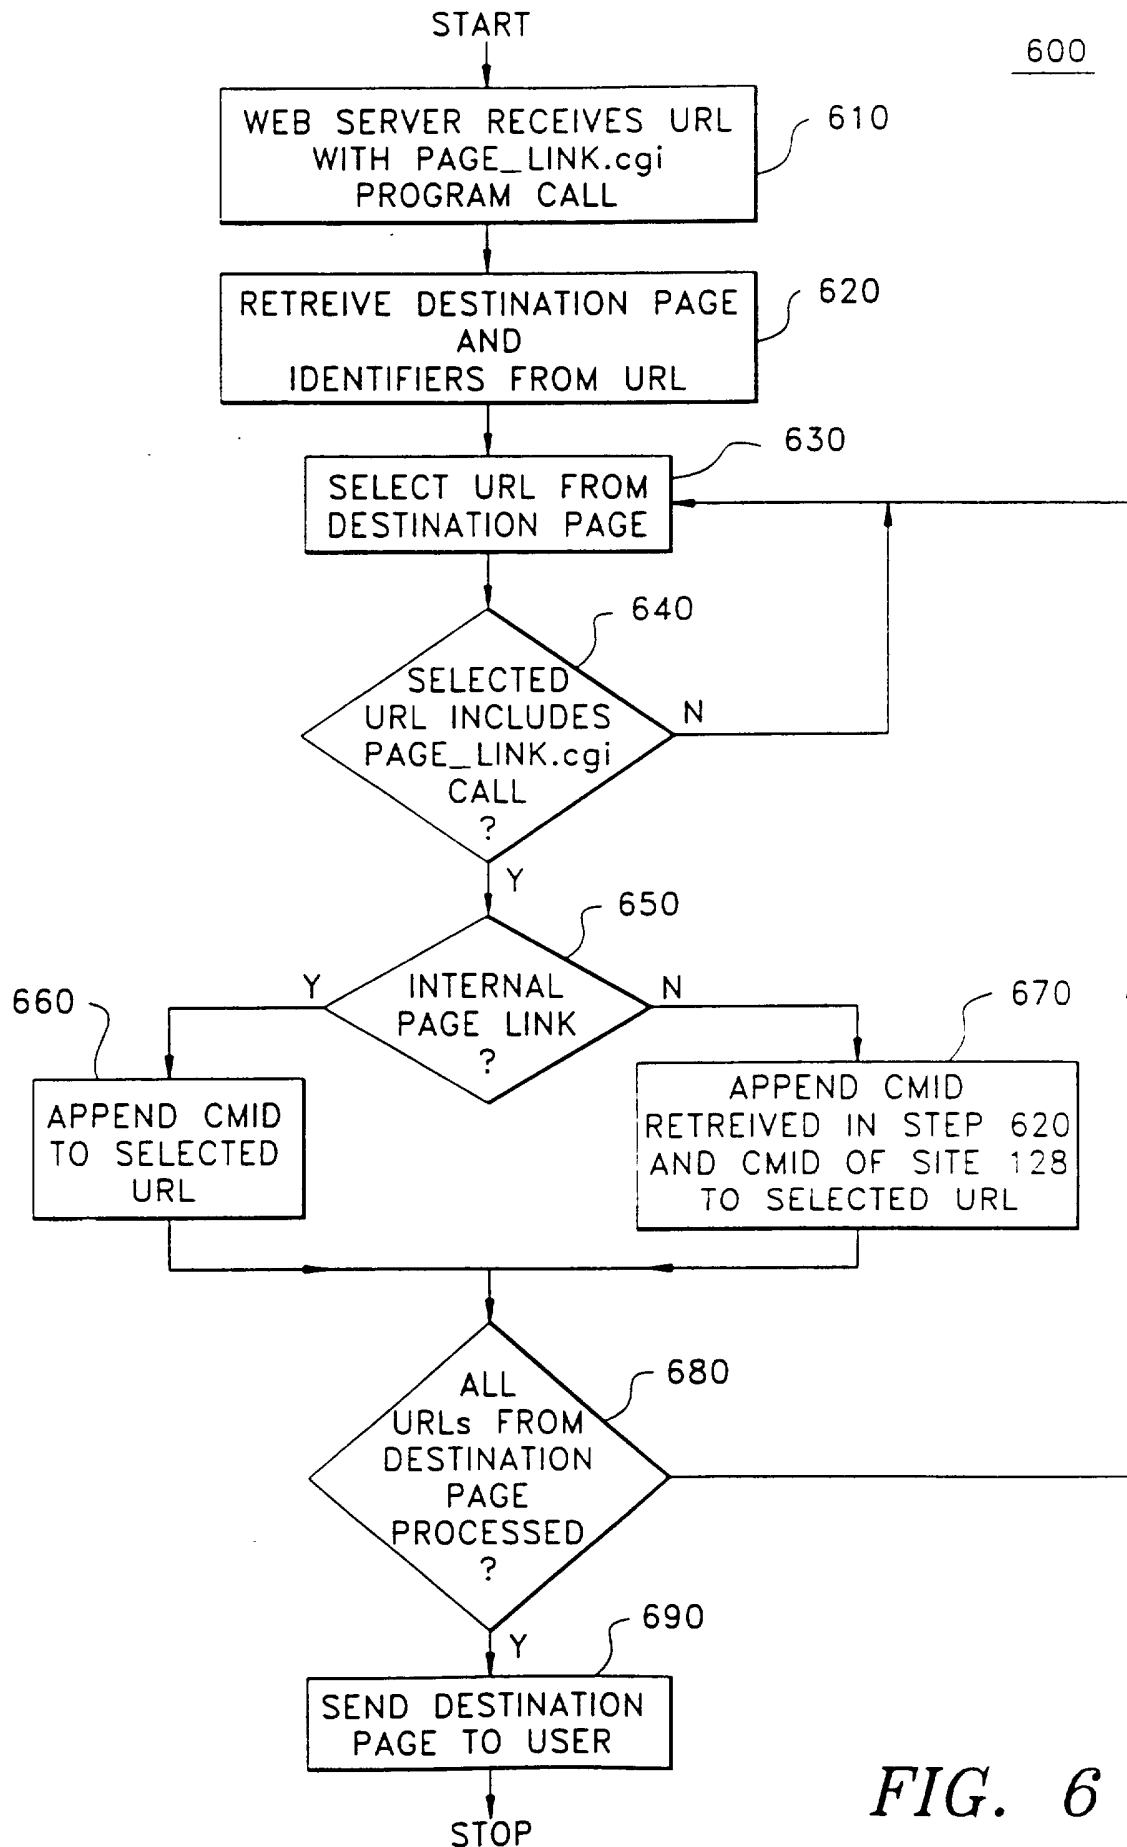 START
600
WEB SERVER RECEIVES URL
WITH PAGE_LINK.cgi
PROGRAM CALL
610
RETREIVE DESTINATION PAGE
AND
IDENTIFIERS FROM URL
620
630
SELECT URL FROM
DESTINATION PAGE
640
SELECTED
URL INCLUDES
PAGE_LINK.cgi
CALL
?
N
Y
650
INTERNAL
PAGE LINK
?
Y
N
660
670
APPEND CMID
TO SELECTED
URL
APPEND CMID
RETREIVED IN STEP 620
AND CMID OF SITE 128
TO SELECTED URL
680
ALL
URLs FROM
DESTINATION
PAGE
PROCESSED
?
Y
690
SEND DESTINATION
PAGE TO USER
STOP
FIG. 6